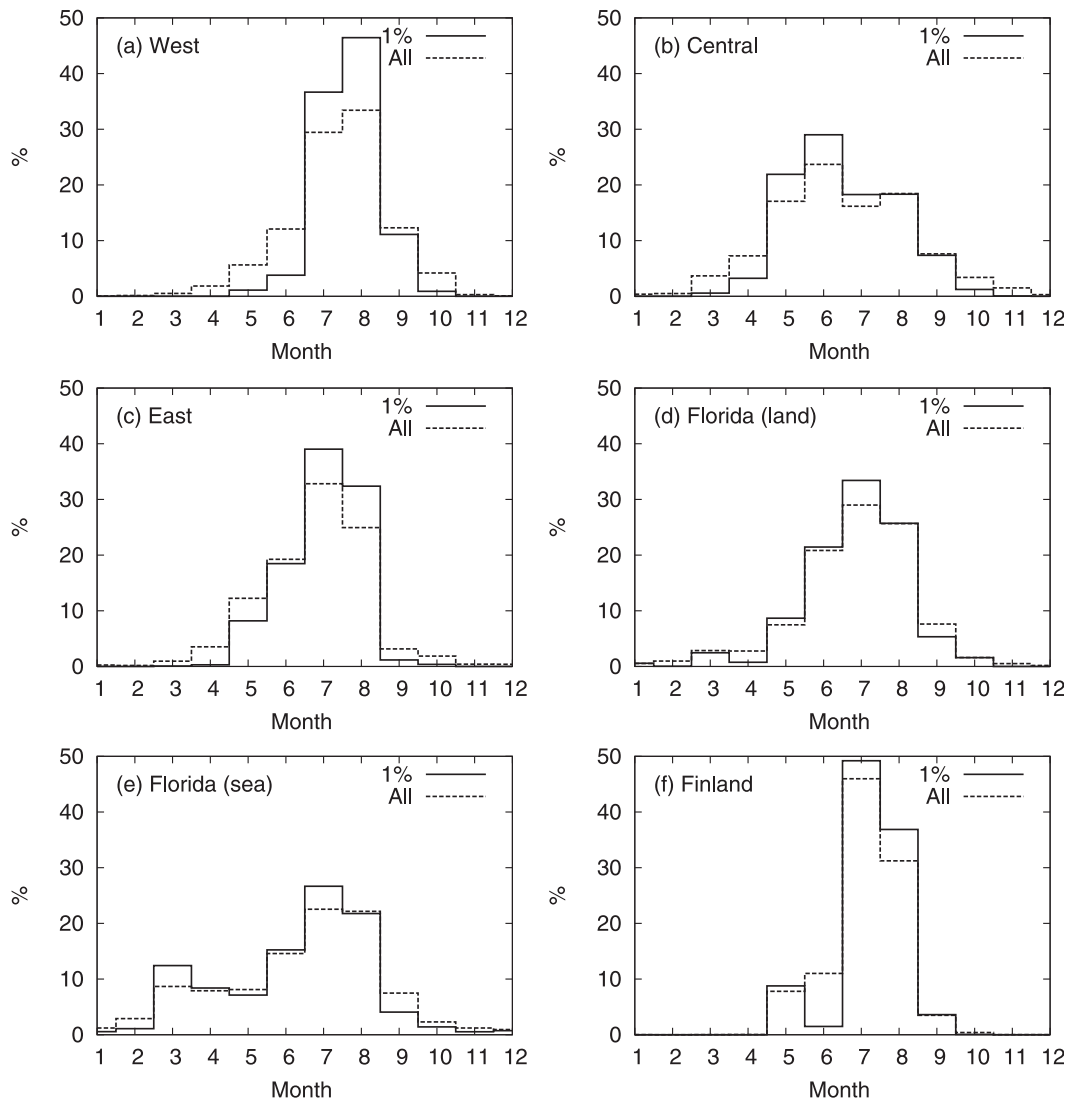 (a) West
1%
All
50
40
30
20
10
0
%
1 2 3 4 5 6 7 8 9 10 11 12
Month
(b) Central
1%
All
50
40
30
20
10
0
%
1 2 3 4 5 6 7 8 9 10 11 12
Month
(c) East
1%
All
50
40
30
20
10
0
%
1 2 3 4 5 6 7 8 9 10 11 12
Month
(d) Florida (land)
1%
All
50
40
30
20
10
0
%
1 2 3 4 5 6 7 8 9 10 11 12
Month
(e) Florida (sea)
1%
All
50
40
30
20
10
0
%
1 2 3 4 5 6 7 8 9 10 11 12
Month
(f) Finland
1%
All
50
40
30
20
10
0
%
1 2 3 4 5 6 7 8 9 10 11 12
Month